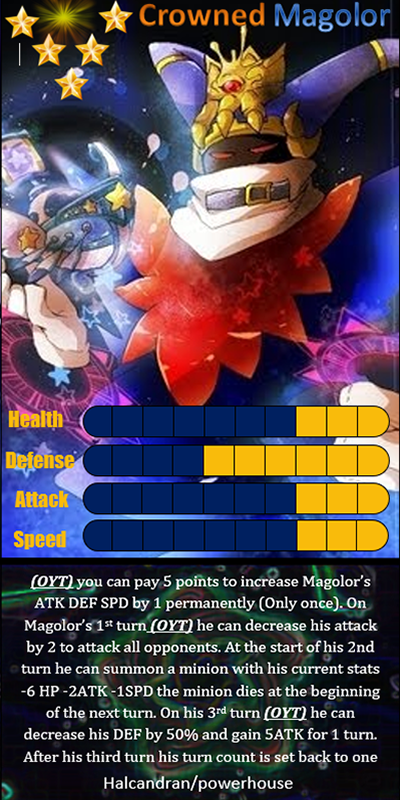 Crowned Magolor
Health
Defense
Attack
Speed
(OYT) you can pay 5 points to increase Magolor's
ATK DEF SPD by 1 permanently (Only once). On
Magolor's 1st turn (OYT) he can decrease his attack
by 2 to attack all opponents. At the start of his 2nd
turn he can summon a minion with his current stats
-6 HP -2ATK -1SPD the minion dies at the beginning
of the next turn. On his 3rd turn (OYT) he can
decrease his DEF by 50% and gain 5ATK for 1 turn.
After his third turn his turn count is set back to one
Halcandran/powerhouse